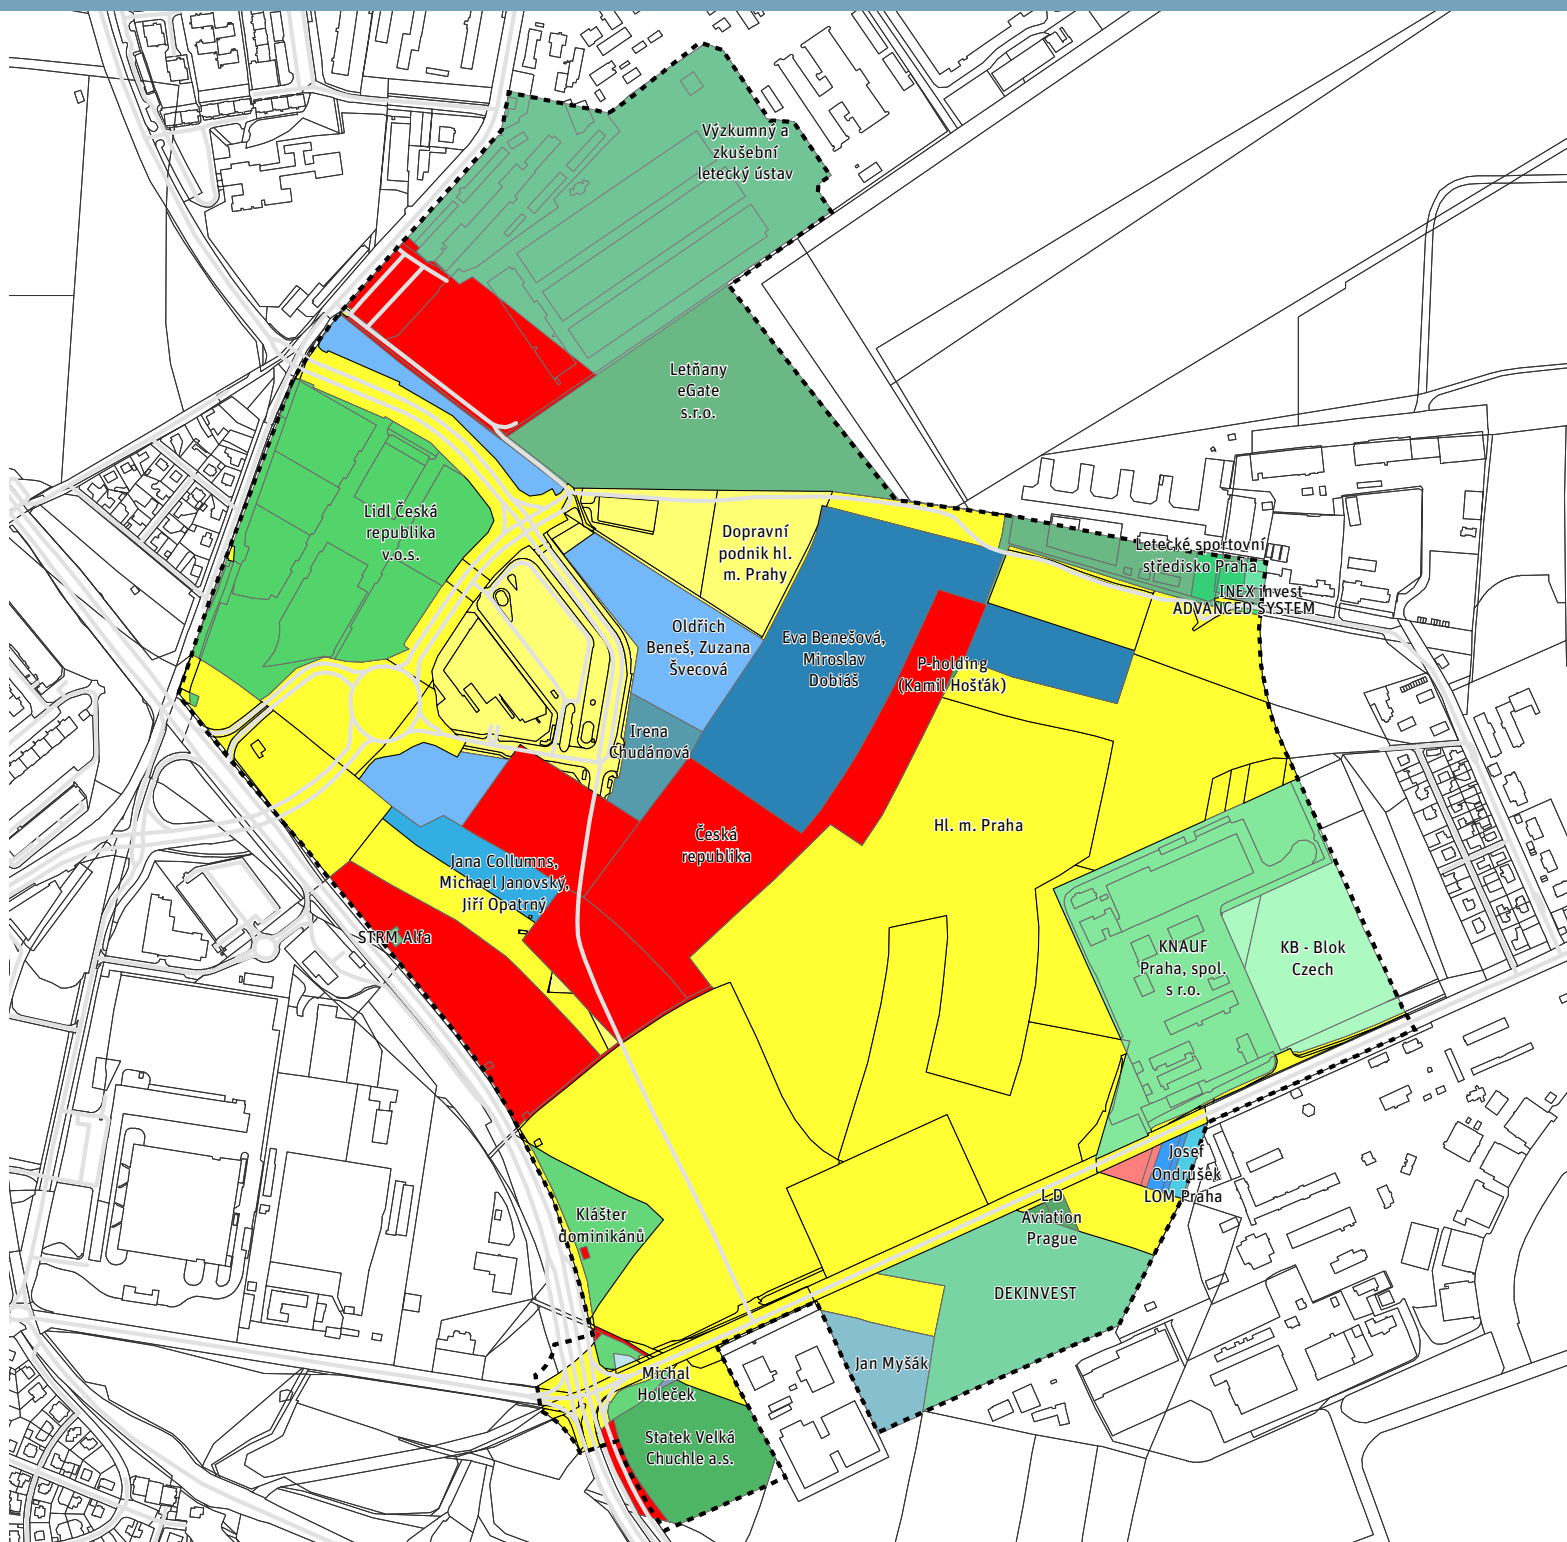 Výzkumný a
zkušební
letecký ústav
Letňany
eGate
s.r.o.
Lidl Česká
republika
v.o.s.
Dopravní
podnik hl.
m. Prahy
Letecké sportovní
středisko Praha
INEX invest
ADVANCED SYSTEM
Oldřich
Beneš, Zuzana
Švecová
Eva Benešová,
Miroslav
Dobiáš
P-holding
(Kamil Hošťák)
Irena
Chudánová
Česká
republika
Hl. m. Praha
Jana Collumns,
Michael Janovský,
Jiří Opatrný
STRM Alfa
KNAUF
Praha, spol.
s r.o.
KB - Blok
Czech
Josef
Ondrušek
LOM Praha
L D
Aviation
Prague
Klášter
dominikánů
DEKINVEST
Jan Myšák
Michal
Holeček
Statek Velká
Chuchle a.s.